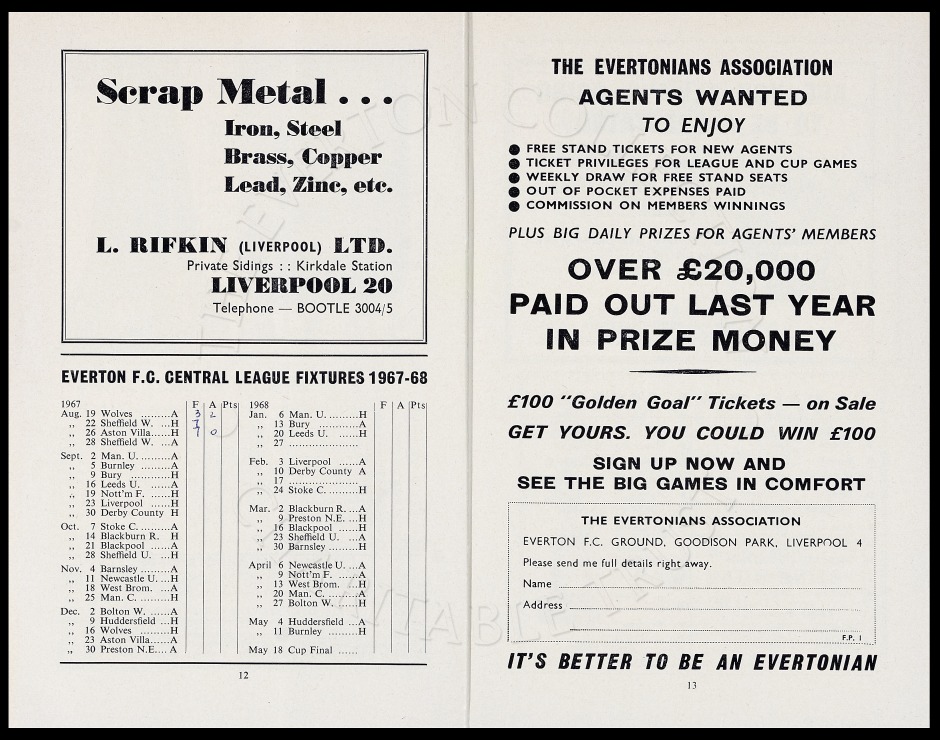 Scrap Metal . . .
Iron, Steel
Brass, Copper
Lead, Zinc, etc.
L. RIFKIN (LIVERPOOL) LTD.
Private Sidings : : Kirkdale Station
LIVERPOOL 20
Telephone — BOOTLE 3004/5
EVERTON F.C. CENTRAL LEAGUE FIXTURES 1967-68
1967 F A Pts
Aug. 19 Wolves .........A 3 2
,, 22 Sheffield W. ...H
,, 26 Aston Villa......H 1 0
,, 28 Sheffield W. ...A
Sept. 2 Man. U. .........A
,, 5 Burnley .........A
,, 9 Bury ............H
,, 16 Leeds U. .........A
,, 19 Nott'm F. ......H
,, 23 Liverpool ......H
,, 30 Derby County H
Oct. 7 Stoke C. .........A
,, 14 Blackburn R. H
,, 21 Blackpool ......A
,, 28 Sheffield U. ...H
Nov. 4 Barnsley .........A
,, 11 Newcastle U. ...H
,, 18 West Brom. ...A
,, 25 Man. C. .........H
Dec. 2 Bolton W. ......A
,, 9 Huddersfield ...H
,, 16 Wolves .........H
,, 23 Aston Villa......A
,, 30 Preston N.E.... A
1968 F A Pts
Jan. 6 Man. U. .........H
,, 13 Bury ............A
,, 20 Leeds U. .........H
,, 27 .....................
Feb. 3 Liverpool ......A
,, 10 Derby County A
,, 17 .....................
,, 24 Stoke C. .........H
Mar. 2 Blackburn R. ...A
,, 9 Preston N.E. ...H
,, 16 Blackpool ......H
,, 23 Sheffield U. ...A
,, 30 Barnsley .........H
April 6 Newcastle U. ...A
,, 9 Nott'm F. ......A
,, 13 West Brom. ...H
,, 20 Man. C. .........A
,, 27 Bolton W. ......H
May 4 Huddersfield ...A
,, 11 Burnley .........H
May 18 Cup Final ......
12
THE EVERTONIANS ASSOCIATION
AGENTS WANTED
TO ENJOY
● FREE STAND TICKETS FOR NEW AGENTS
● TICKET PRIVILEGES FOR LEAGUE AND CUP GAMES
● WEEKLY DRAW FOR FREE STAND SEATS
● OUT OF POCKET EXPENSES PAID
● COMMISSION ON MEMBERS WINNINGS
PLUS BIG DAILY PRIZES FOR AGENTS' MEMBERS
OVER £20,000
PAID OUT LAST YEAR
IN PRIZE MONEY
£100 "Golden Goal" Tickets — on Sale
GET YOURS. YOU COULD WIN £100
SIGN UP NOW AND
SEE THE BIG GAMES IN COMFORT
THE EVERTONIANS ASSOCIATION
EVERTON F.C. GROUND, GOODISON PARK, LIVERPOOL 4
Please send me full details right away.
Name
Address
F.P. 1
IT'S BETTER TO BE AN EVERTONIAN
13